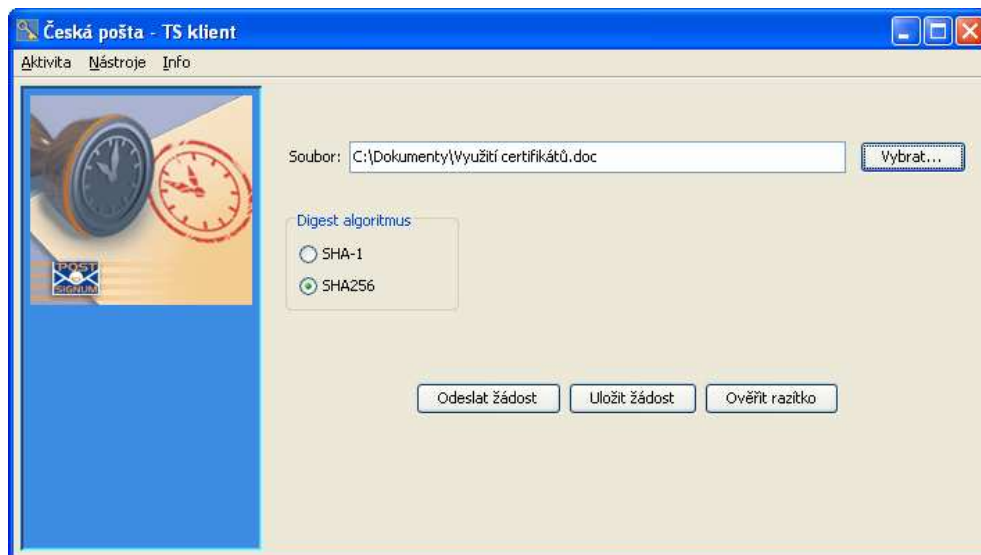 Česká pošta - TS klient
Aktivita Nástroje Info
Soubor: C:\Dokumenty\Využití certifikátů.doc Vybrat...
Digest algoritmus
SHA-1
SHA256
POST
SIGNUM
Odeslat žádost Uložit žádost Ověřit razítko